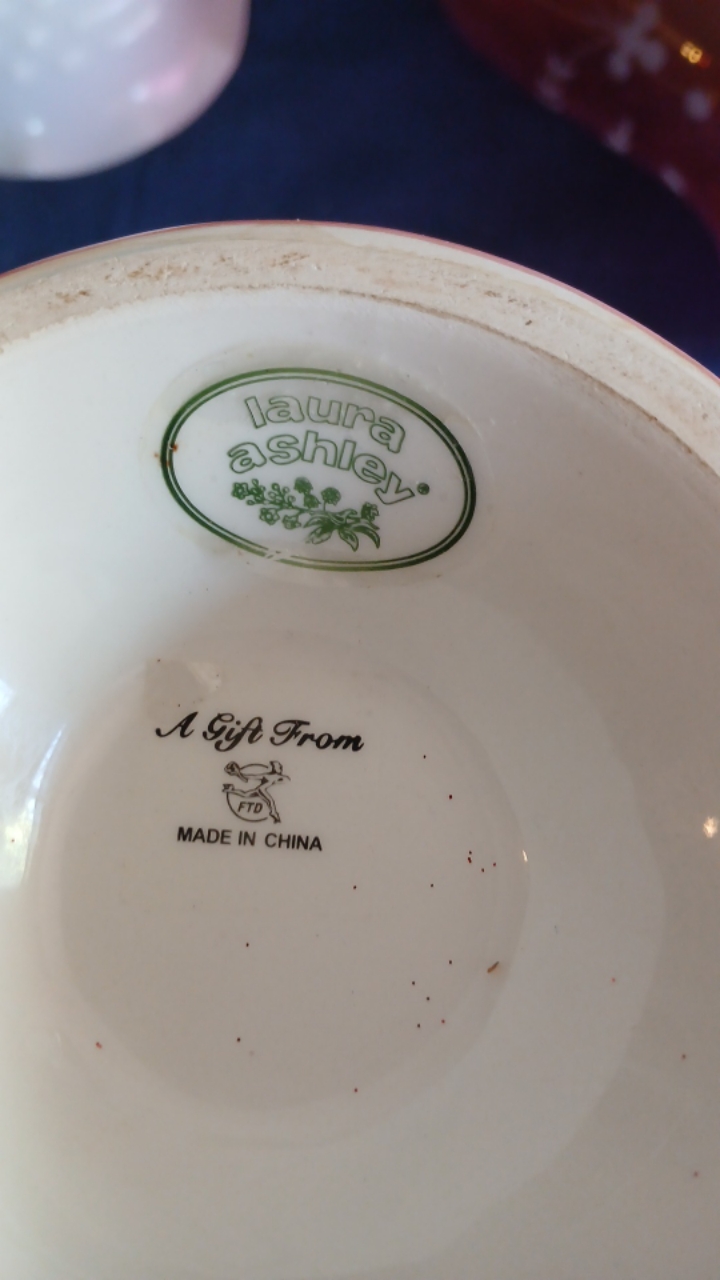 laura
ashley®
A Gift From
FTD
MADE IN CHINA